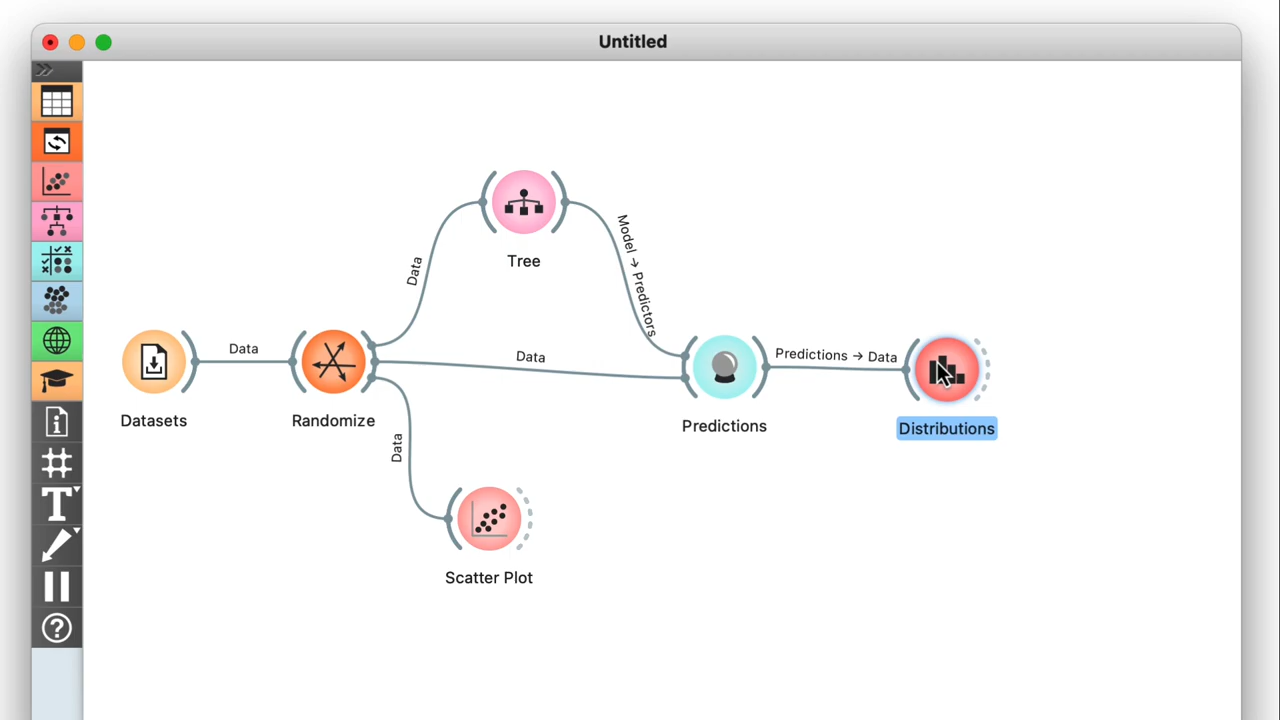 Untitled
Tree
Data
Model → Predictors
Data
Data
Predictions → Data
Datasets
Randomize
Predictions
Distributions
Data
Scatter Plot